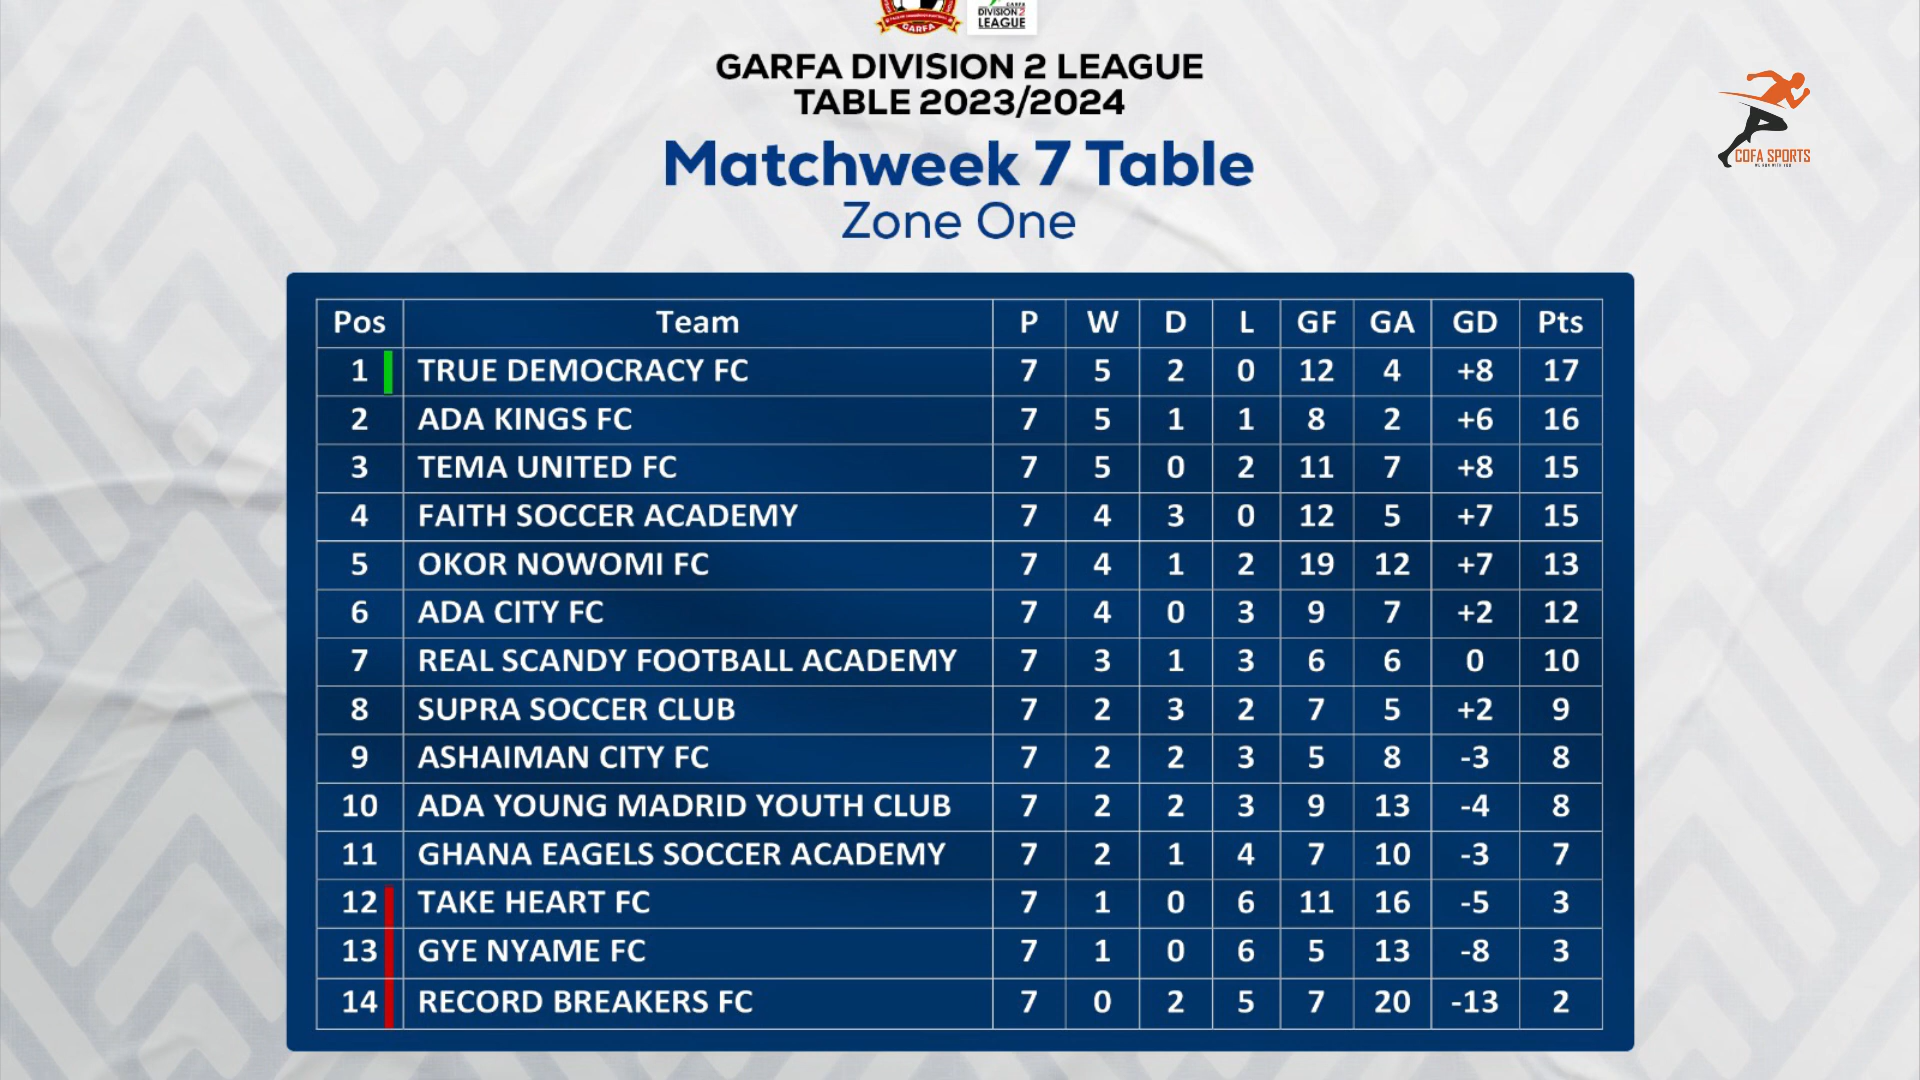 GARFA
GARFA
DIVISION 2
LEAGUE
GARFA DIVISION 2 LEAGUE
TABLE 2023/2024
Matchweek 7 Table
Zone One
COFA SPORTS
WE RUN WITH YOU
Pos Team P W D L GF GA GD Pts
1 TRUE DEMOCRACY FC 7 5 2 0 12 4 +8 17
2 ADA KINGS FC 7 5 1 1 8 2 +6 16
3 TEMA UNITED FC 7 5 0 2 11 7 +8 15
4 FAITH SOCCER ACADEMY 7 4 3 0 12 5 +7 15
5 OKOR NOWOMI FC 7 4 1 2 19 12 +7 13
6 ADA CITY FC 7 4 0 3 9 7 +2 12
7 REAL SCANDY FOOTBALL ACADEMY 7 3 1 3 6 6 0 10
8 SUPRA SOCCER CLUB 7 2 3 2 7 5 +2 9
9 ASHAIMAN CITY FC 7 2 2 3 5 8 -3 8
10 ADA YOUNG MADRID YOUTH CLUB 7 2 2 3 9 13 -4 8
11 GHANA EAGELS SOCCER ACADEMY 7 2 1 4 7 10 -3 7
12 TAKE HEART FC 7 1 0 6 11 16 -5 3
13 GYE NYAME FC 7 1 0 6 5 13 -8 3
14 RECORD BREAKERS FC 7 0 2 5 7 20 -13 2